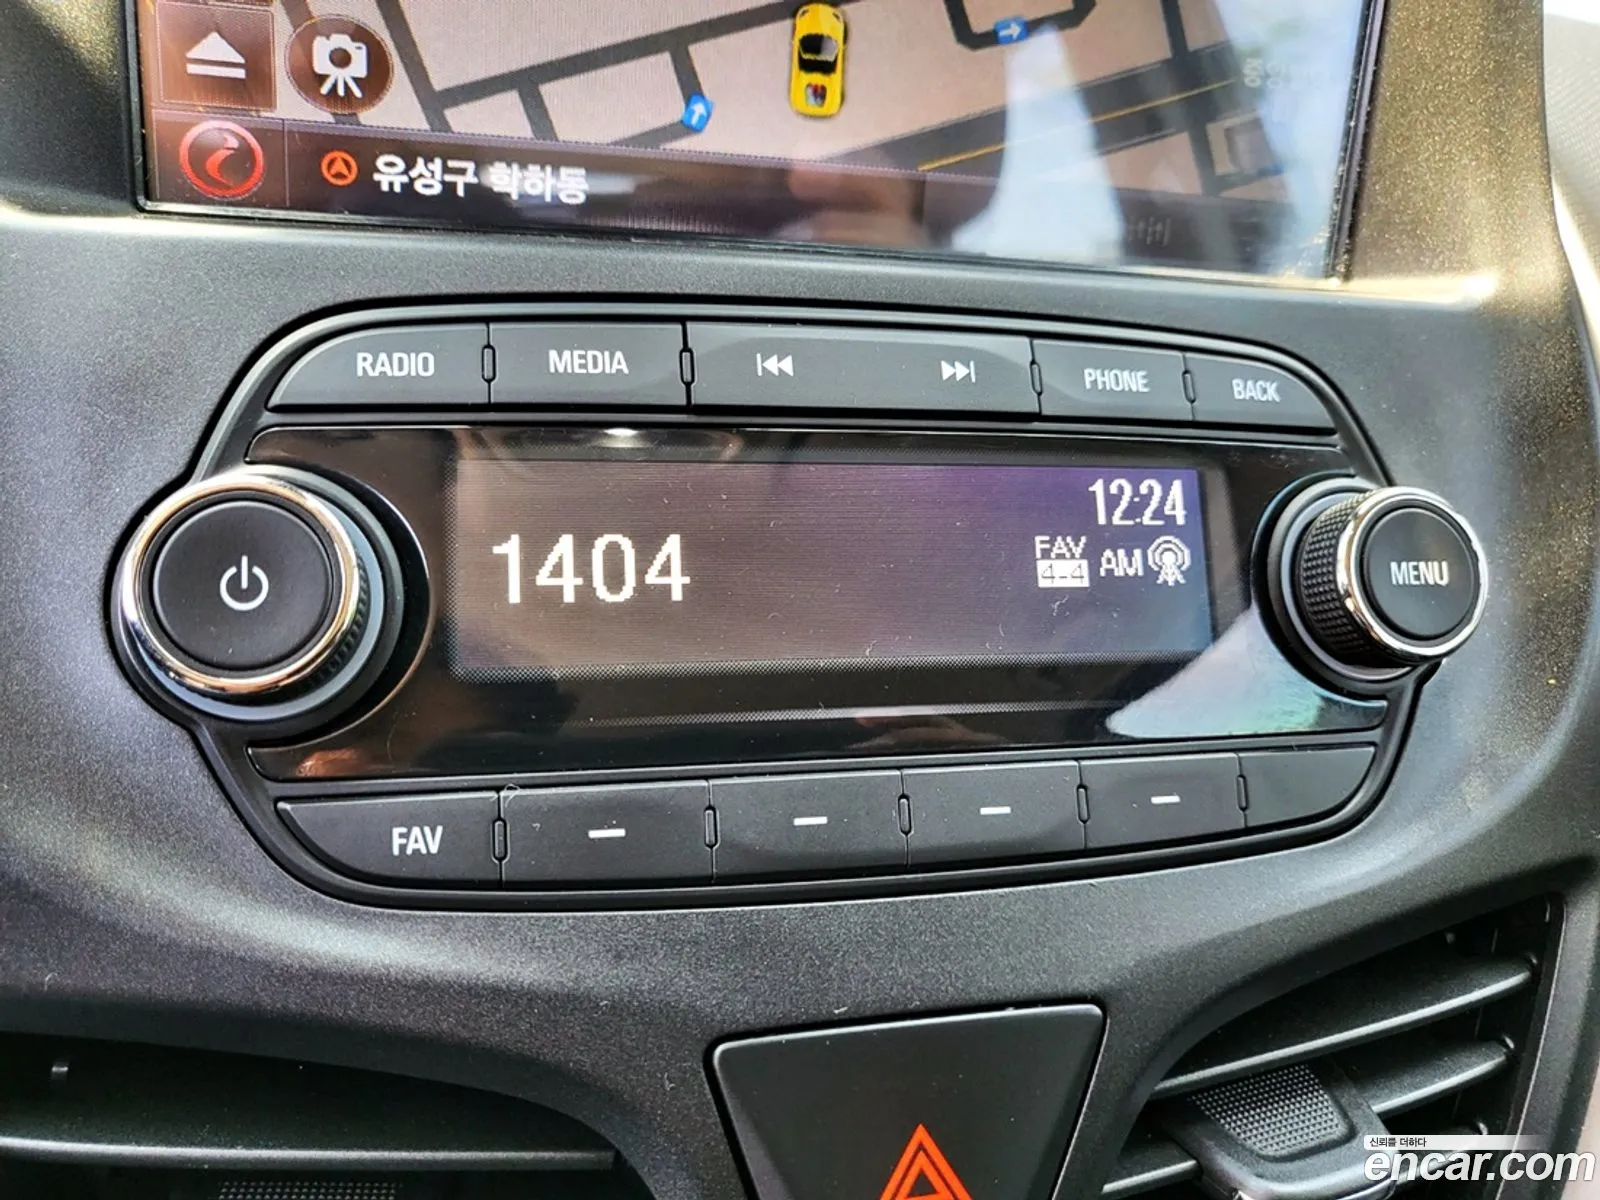 유성구 학하동
RADIO
MEDIA
PHONE
BACK
12:24
1404
FAV
4-4
AM
MENU
FAV
신뢰를 더하다
encar.com